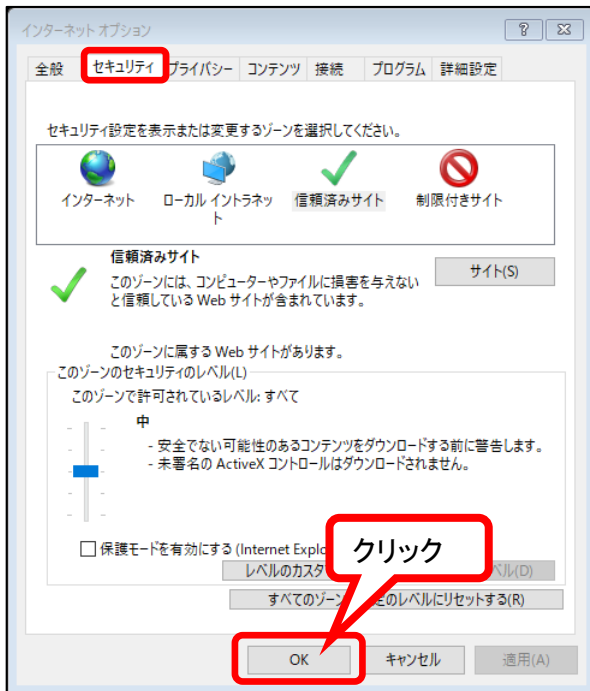 インターネット オプション
全般 セキュリティ プライバシー コンテンツ 接続 プログラム 詳細設定
セキュリティ設定を表示または変更するゾーンを選択してください。
インターネット
ローカル イントラネッ
ト
信頼済みサイト
制限付きサイト
信頼済みサイト
サイト(S)
このゾーンには、コンピューターやファイルに損害を与えない
と信頼している Web サイトが含まれています。
このゾーンに属する Web サイトがあります。
このゾーンのセキュリティのレベル(L)
このゾーンで許可されているレベル: すべて
中
- 安全でない可能性のあるコンテンツをダウンロードする前に警告します。
- 未署名の ActiveX コントロールはダウンロードされません。
保護モードを有効にする (Internet Explo
クリック
レベルのカスタ
ベル(D)
すべてのゾーン
定のレベルにリセットする(R)
OK キャンセル 適用(A)